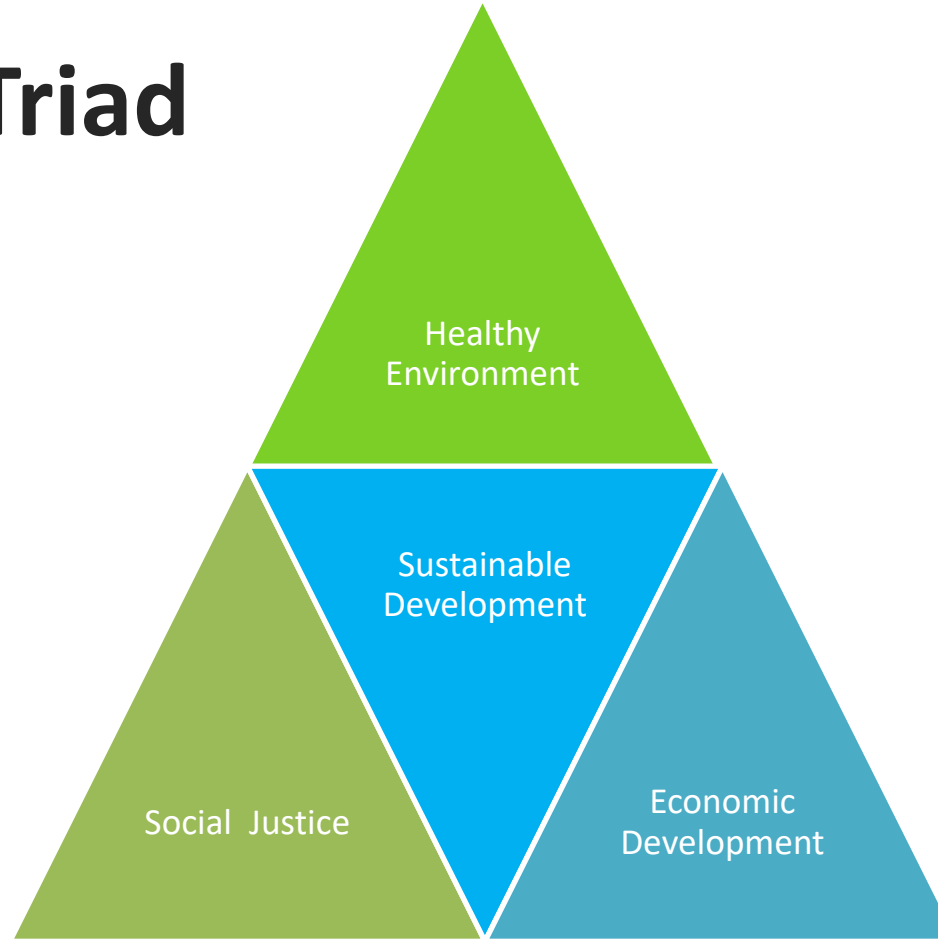 Triad
Healthy
Environment
Sustainable
Development
Social Justice
Economic
Development